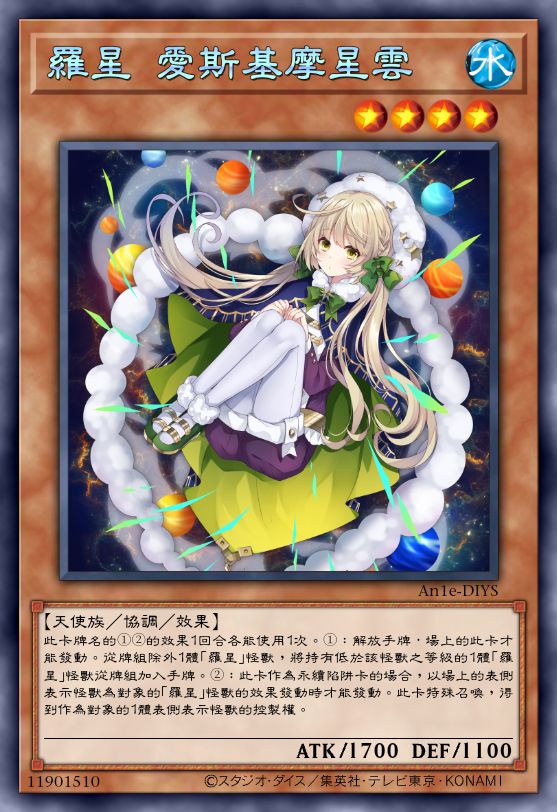 羅星 愛斯基摩星雲
水
An1e-DIYS
【天使族／協調／效果】
此卡牌名的①②的效果1回合各能使用1次。①：解放手牌・場上的此卡才
能發動。從牌組除外1體「羅星」怪獸，將持有低於該怪獸之等級的1體「羅
星」怪獸從牌組加入手牌。②：此卡作為永續陷阱卡的場合，以場上的表側
表示怪獸為對象的「羅星」怪獸的效果發動時才能發動。此卡特殊召喚，得
到作為對象的1體表側表示怪獸的控製權。
ATK/1700 DEF/1100
11901510 ©スタジオ・ダイス／集英社・テレビ東京・KONAMI